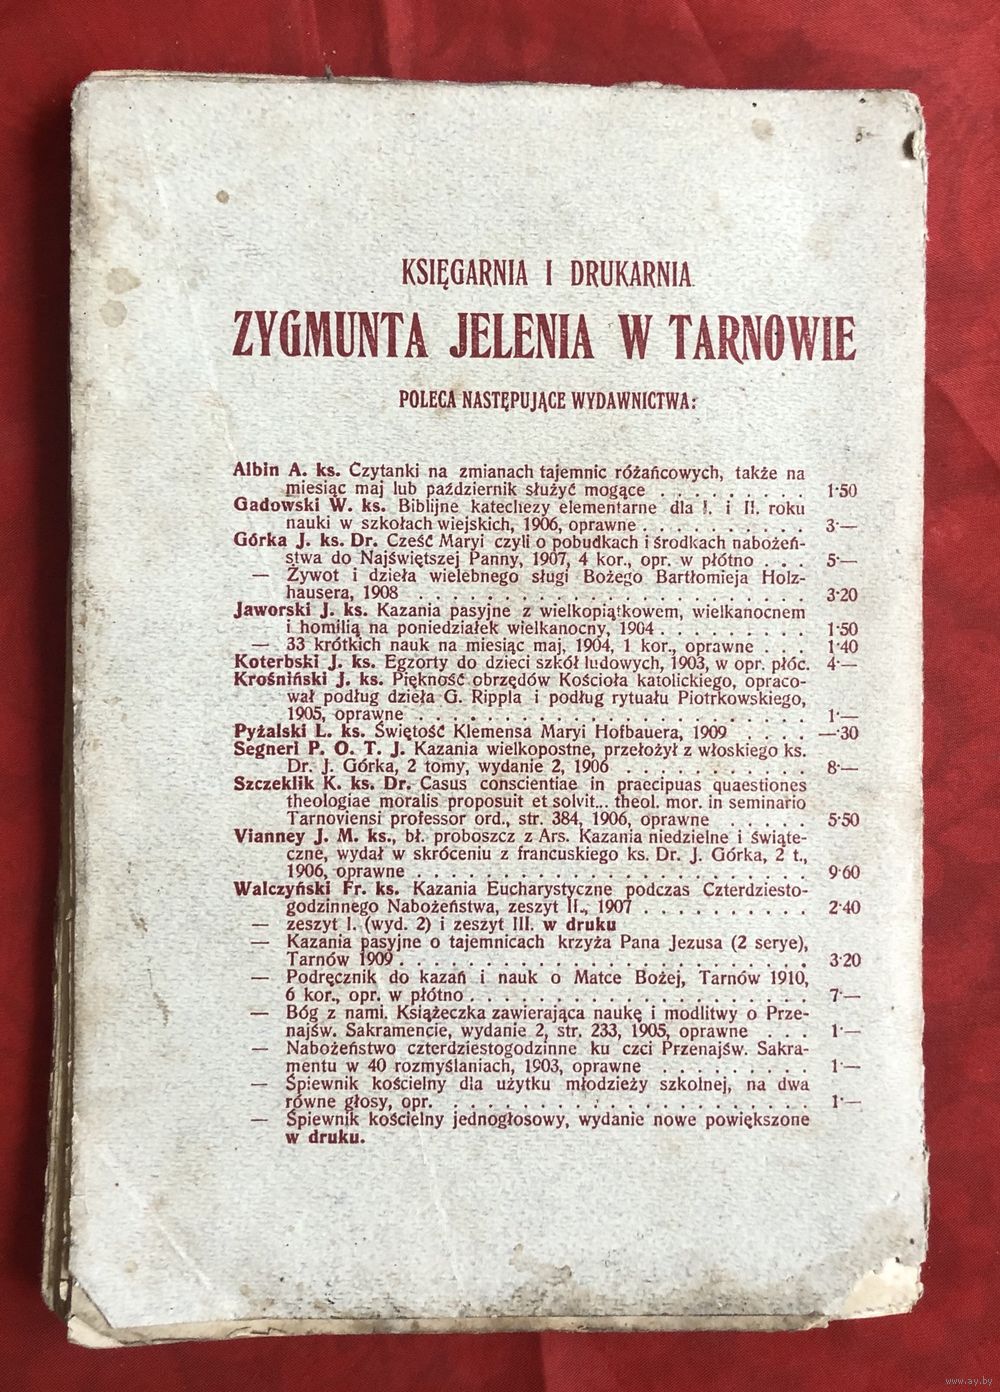 KSIĘGARNIA I DRUKARNIA
ZYGMUNTA JELENIA W TARNOWIE
POLECA NASTĘPUJĄCE WYDAWNICTWA:
Albin A. ks. Czytanki na zmianach tajemnic różańcowych, także na
miesiąc maj lub październik służyć mogące . . . . . . . . . 1·50
Gadowski W. ks. Biblijne katechezy elementarne dla I. i II. roku
nauki w szkołach wiejskich, 1906, oprawne . . . . . . . . . . 3·—
Górka J. ks. Dr. Cześć Maryi czyli o pobudkach i środkach nabożeń-
stwa do Najświętszej Panny, 1907, 4 kor., opr. w płótno . . . 5·—
— Żywot i dzieła wielebnego sługi Bożego Bartłomieja Holz-
hausera, 1908 . . . . . . . . . . . . . . . . . . . . . . . 3·20
Jaworski J. ks. Kazania pasyjne z wielkopiątkowem, wielkanocnem
i homilią na poniedziałek wielkanocny, 1904 . . . . . . . . . 1·50
— 33 krótkich nauk na miesiąc maj, 1904, 1 kor., oprawne . . . 1·40
Koterbski J. ks. Egzorty do dzieci szkół ludowych, 1903, w opr. płóc. 4·—
Krośniński J. ks. Piękność obrzędów Kościoła katolickiego, opraco-
wał podług dzieła G. Rippla i podług rytuału Piotrkowskiego,
1905, oprawne . . . . . . . . . . . . . . . . . . . . . . . 1·—
Pyżalski L. ks. Świętość Klemensa Maryi Hofbauera, 1909 . . . . —·30
Segneri P. O. T. J. Kazania wielkopostne, przełożył z włoskiego ks.
Dr. J. Górka, 2 tomy, wydanie 2, 1906 . . . . . . . . . . . 8·—
Szczeklik K. ks. Dr. Casus conscientiae in praecipuas quaestiones
theologiae moralis proposuit et solvit... theol. mor. in seminario
Tarnoviensi professor ord., str. 384, 1906, oprawne . . . . . 5·50
Vianney J. M. ks., bł. proboszcz z Ars. Kazania niedzielne i świąte-
czne, wydał w skróceniu z francuskiego ks. Dr. J. Górka, 2 t.,
1906, oprawne . . . . . . . . . . . . . . . . . . . . . . . 9·60
Walczyński Fr. ks. Kazania Eucharystyczne podczas Czterdziesto-
godzinnego Nabożeństwa, zeszyt II., 1907 . . . . . . . . . . 2·40
— zeszyt I. (wyd. 2) i zeszyt III. w druku
— Kazania pasyjne o tajemnicach krzyża Pana Jezusa (2 serye),
Tarnów 1909 . . . . . . . . . . . . . . . . . . . . . . . . 3·20
— Podręcznik do kazań i nauk o Matce Bożej, Tarnów 1910,
6 kor., opr. w płótno . . . . . . . . . . . . . . . . . . . . 7·—
— Bóg z nami. Książeczka zawierająca naukę i modlitwy o Prze-
najśw. Sakramencie, wydanie 2, str. 233, 1905, oprawne . . . 1·—
— Nabożeństwo czterdziestogodzinne ku czci Przenajśw. Sakra-
mentu w 40 rozmyślaniach, 1903, oprawne . . . . . . . . . 1·—
— Śpiewnik kościelny dla użytku młodzieży szkolnej, na dwa
równe głosy, opr. . . . . . . . . . . . . . . . . . . . . . . 1·—
— Śpiewnik kościelny jednogłosowy, wydanie nowe powiększone
w druku.
www.ay.by